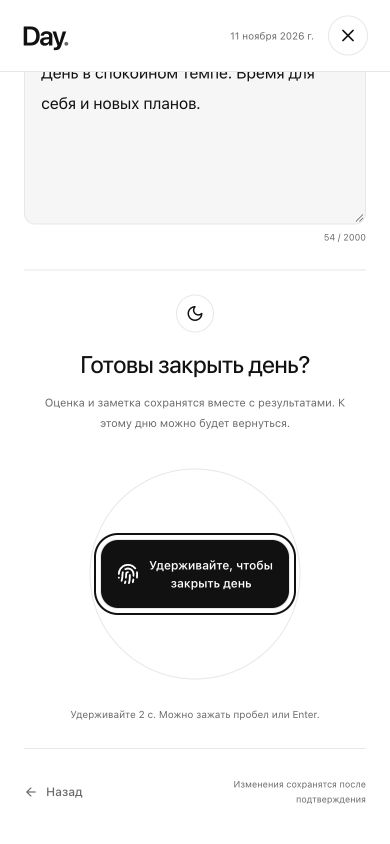 Day.
11 ноября 2026 г.
День в спокойном темпе. Время для
себя и новых планов.
54 / 2000
Готовы закрыть день?
Оценка и заметка сохранятся вместе с результатами. К
этому дню можно будет вернуться.
Удерживайте, чтобы
закрыть день
Удерживайте 2 с. Можно зажать пробел или Enter.
Назад
Изменения сохранятся после
подтверждения